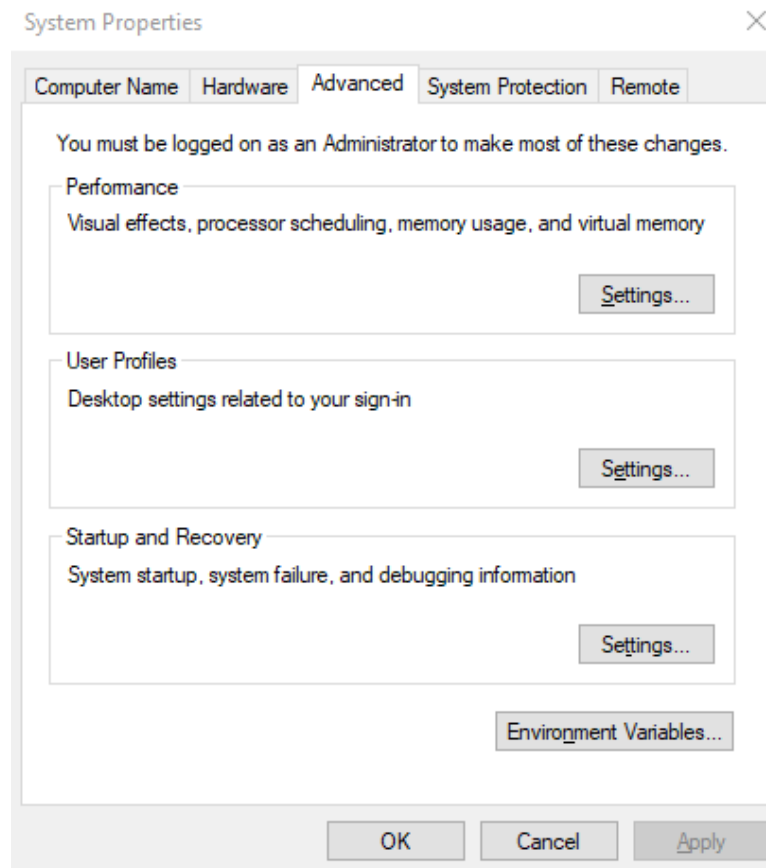 System Properties
Computer Name Hardware Advanced System Protection Remote
You must be logged on as an Administrator to make most of these changes.
Performance
Visual effects, processor scheduling, memory usage, and virtual memory
Settings...
User Profiles
Desktop settings related to your sign-in
Settings...
Startup and Recovery
System startup, system failure, and debugging information
Settings...
Environment Variables...
OK Cancel Apply